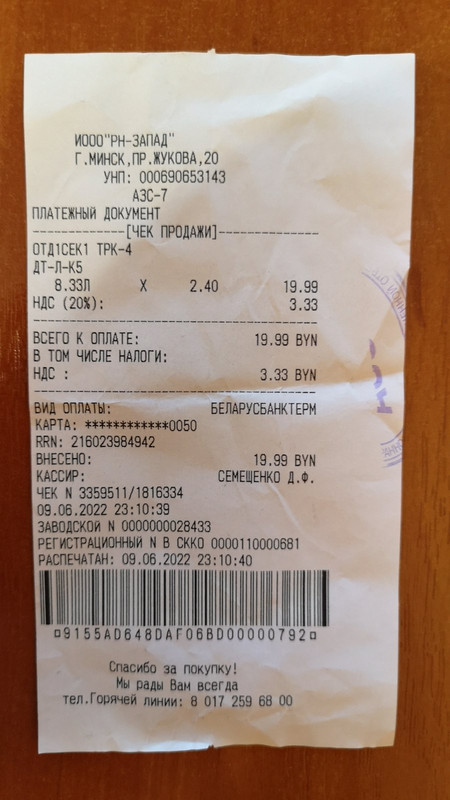 ИООО"РН-ЗАПАД"
Г.МИНСК,ПР.ЖУКОВА,20
УНП: 000690653143
АЗС-7
ПЛАТЕЖНЫЙ ДОКУМЕНТ
--------------[ЧЕК ПРОДАЖИ]---------------
ОТД1СЕК1 ТРК-4
ДТ-Л-К5
8.33Л X 2.40 19.99
НДС (20%): 3.33
ВСЕГО К ОПЛАТЕ: 19.99 BYN
В ТОМ ЧИСЛЕ НАЛОГИ:
НДС : 3.33 BYN
ВИД ОПЛАТЫ: БЕЛАРУСБАНКТЕРМ
КАРТА: ************0050
RRN: 216023984942
ВНЕСЕНО: 19.99 BYN
КАССИР: СЕМЕЩЕНКО Д.Ф.
ЧЕК N 3359511/1816334
09.06.2022 23:10:39
ЗАВОДСКОЙ N 0000000028433
РЕГИСТРАЦИОННЫЙ N В СККО 0000110000681
РАСПЕЧАТАН: 09.06.2022 23:10:40
¤9155AD648DAF06BD00000792¤
Спасибо за покупку!
Мы рады Вам всегда
тел.Горячей линии: 8 017 259 68 00